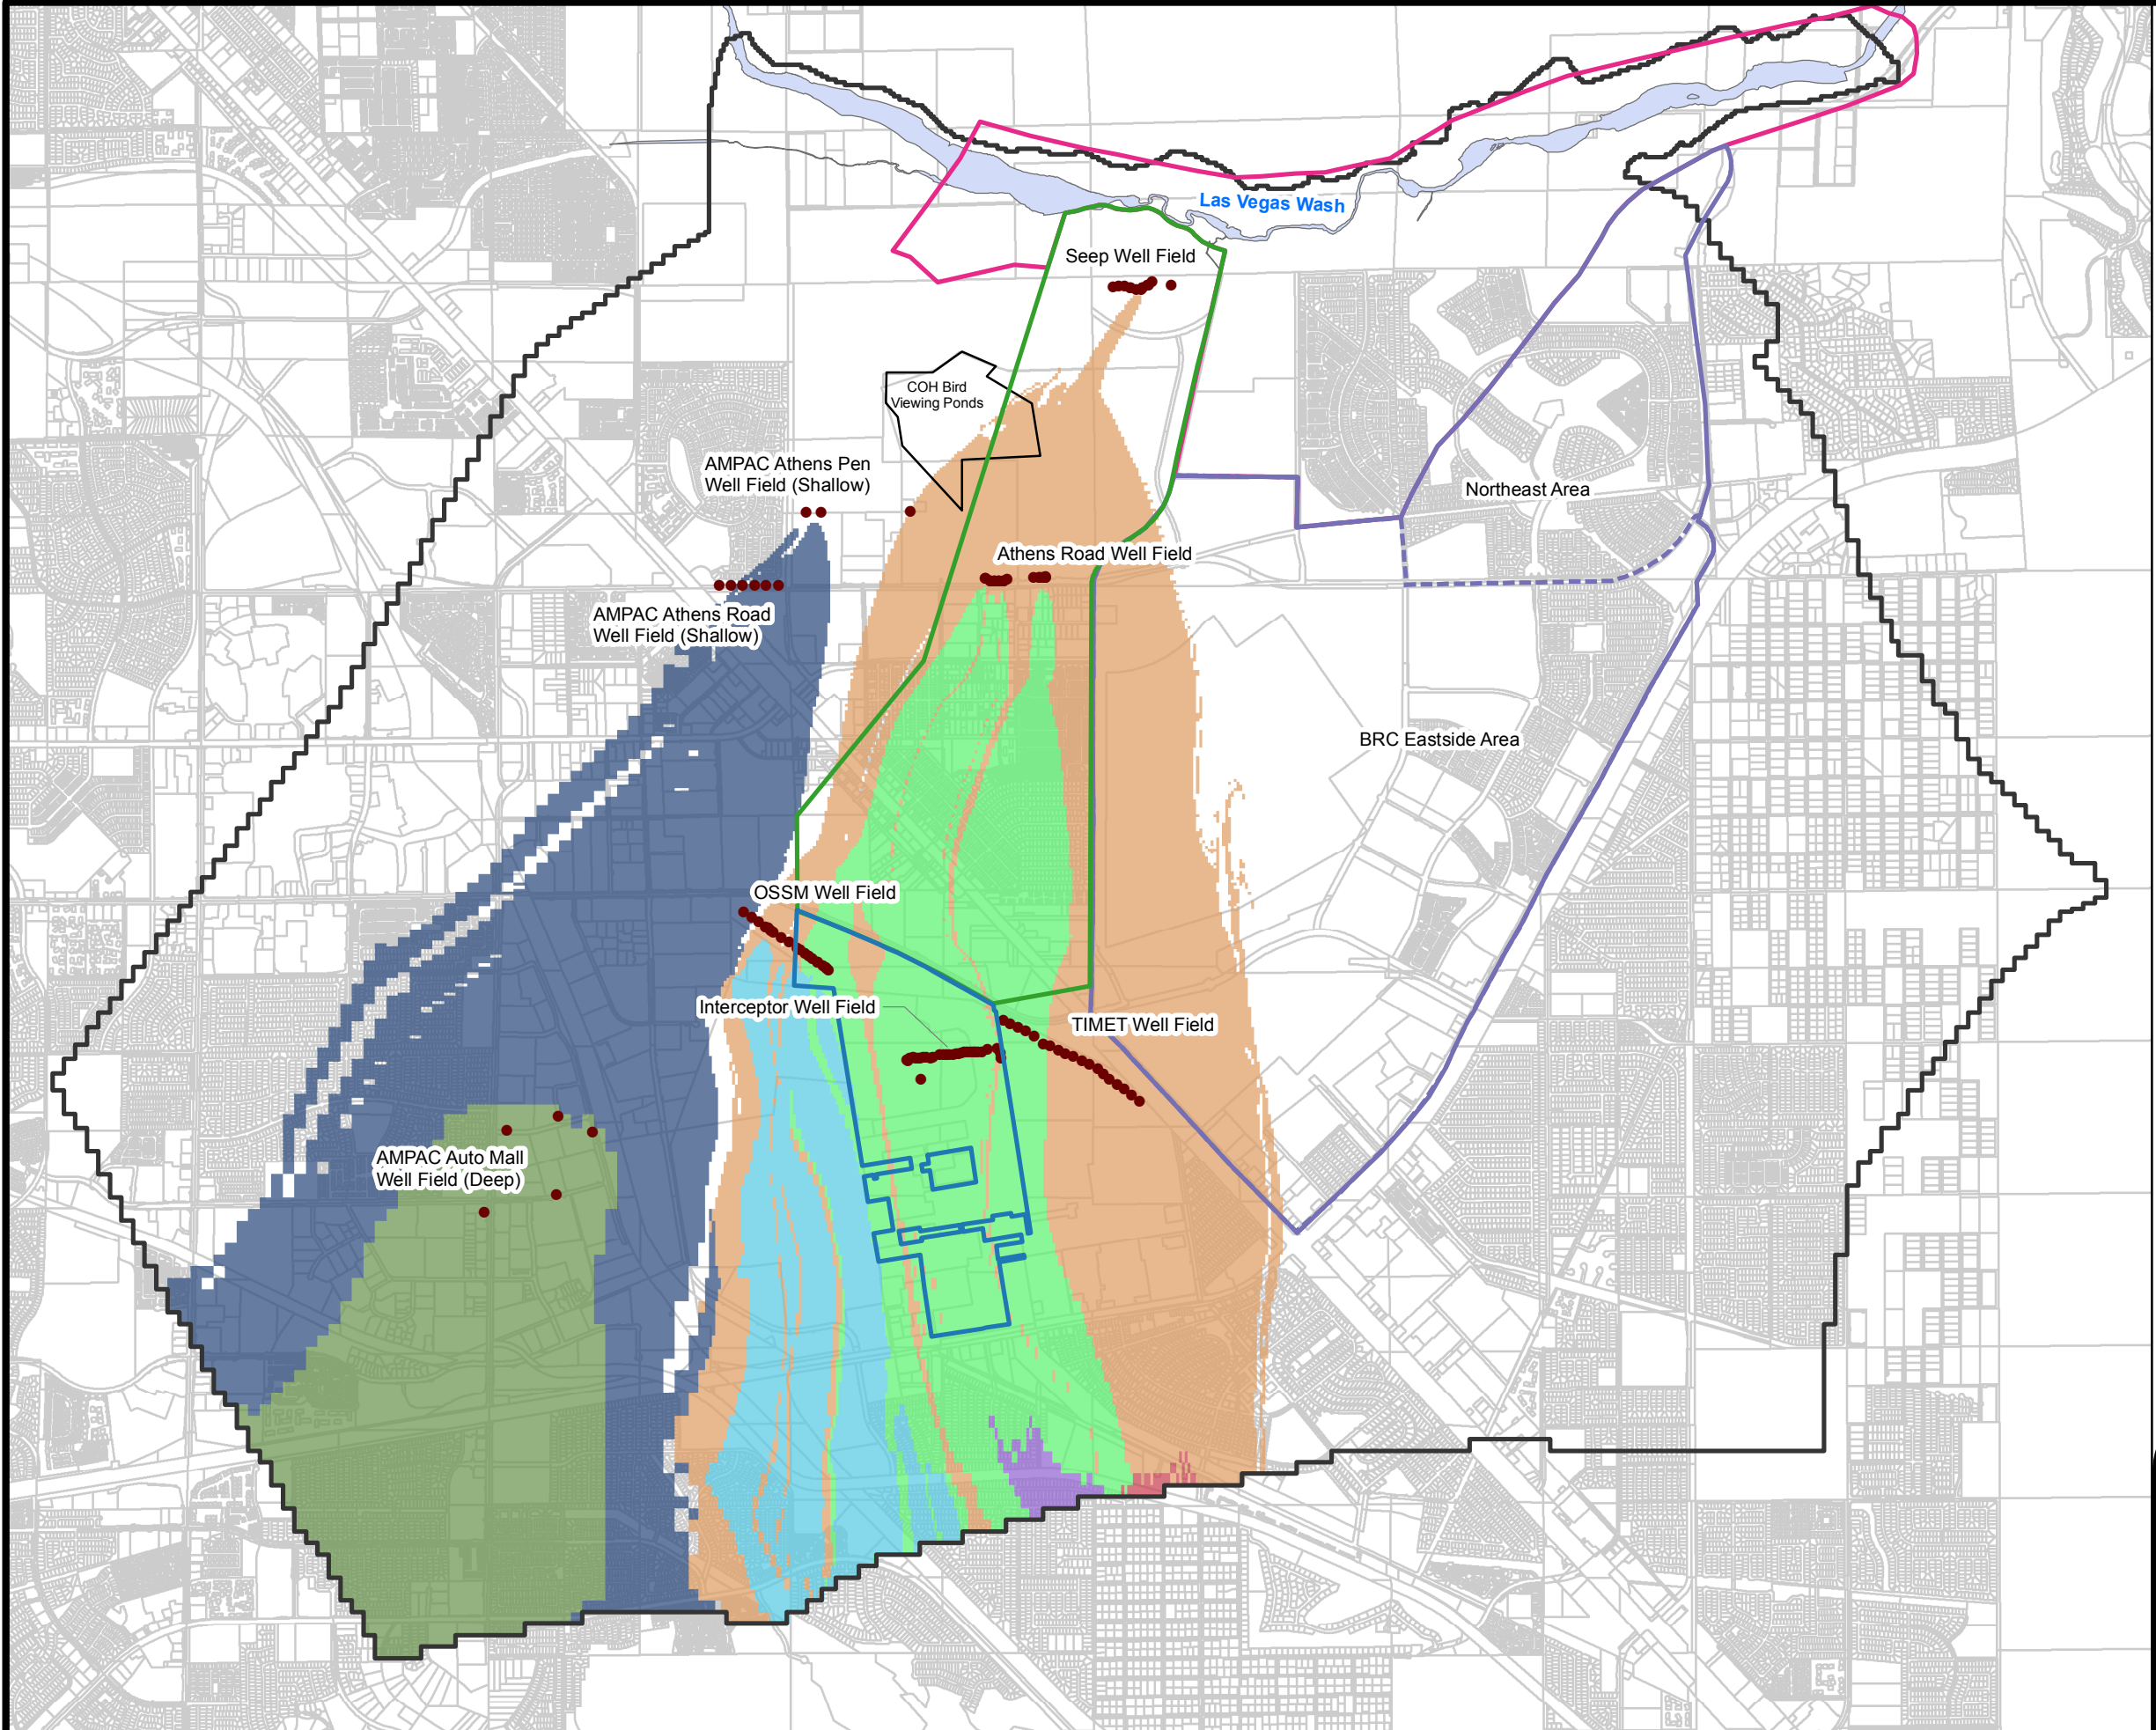 Las Vegas Wash
Seep Well Field
COH Bird
Viewing Ponds
AMPAC Athens Pen
Well Field (Shallow)
Northeast Area
Athens Road Well Field
AMPAC Athens Road
Well Field (Shallow)
BRC Eastside Area
OSSM Well Field
Interceptor Well Field
TIMET Well Field
AMPAC Auto Mall
Well Field (Deep)